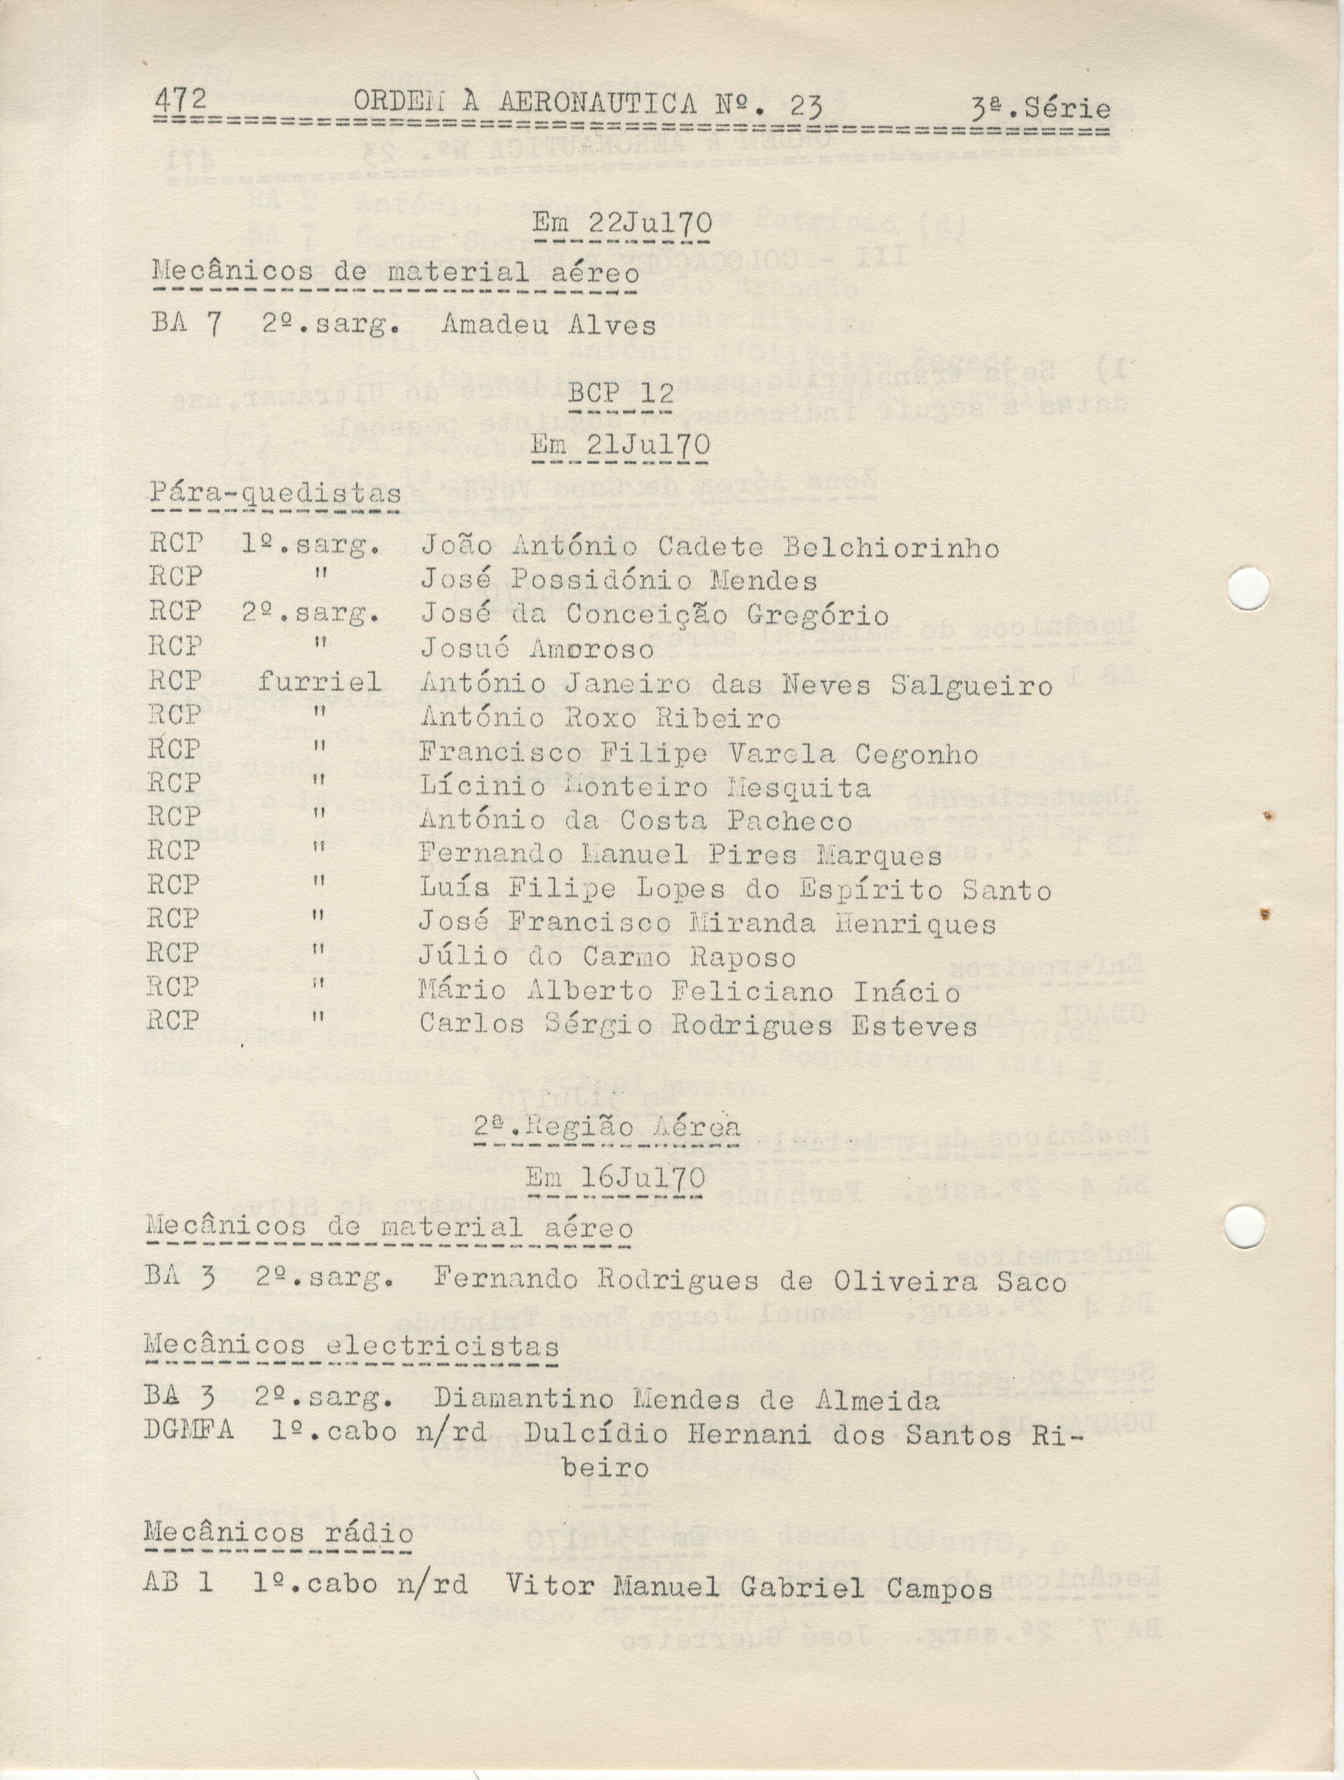 472 ORDEM À AERONAUTICA Nº. 23 3ª.Série
Em 22Jul70
Mecânicos de material aéreo
BA 7 2º.sarg. Amadeu Alves
BCP 12
Em 21Jul70
Pára-quedistas
RCP 1º.sarg. João António Cadete Belchiorinho
RCP " José Possidónio Mendes
RCP 2º.sarg. José da Conceição Gregório
RCP " Josué Amoroso
RCP furriel António Janeiro das Neves Salgueiro
RCP " António Roxo Ribeiro
RCP " Francisco Filipe Varela Cegonho
RCP " Lícinio Monteiro Mesquita
RCP " António da Costa Pacheco
RCP " Fernando Manuel Pires Marques
RCP " Luís Filipe Lopes do Espírito Santo
RCP " José Francisco Miranda Henriques
RCP " Júlio do Carmo Raposo
RCP " Mário Alberto Feliciano Inácio
RCP " Carlos Sérgio Rodrigues Esteves
2ª.Região Aérea
Em 16Jul70
Mecânicos de material aéreo
BA 3 2º.sarg. Fernando Rodrigues de Oliveira Saco
Mecânicos electricistas
BA 3 2º.sarg. Diamantino Mendes de Almeida
DGMFA 1º.cabo n/rd Dulcídio Hernani dos Santos Ri-
beiro
Mecânicos rádio
AB 1 1º.cabo n/rd Vitor Manuel Gabriel Campos